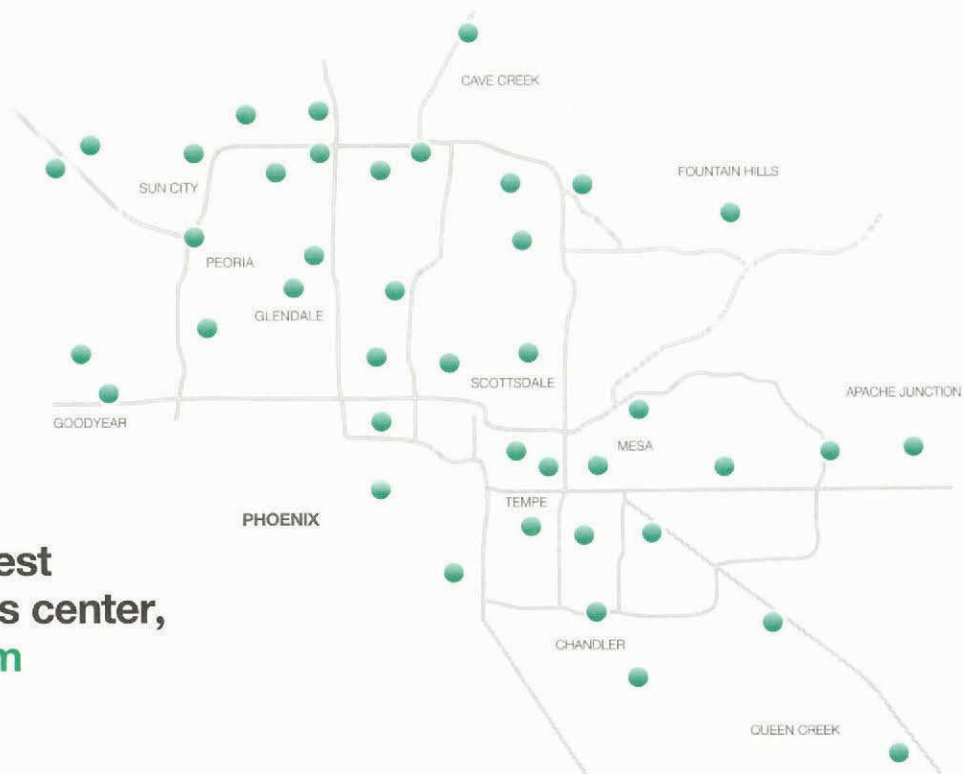 CAVE CREEK
FOUNTAIN HILLS
SUN CITY
PEORIA
GLENDALE
SCOTTSDALE
APACHE JUNCTION
GOODYEAR
MESA
TEMPE
PHOENIX
est
s center,
m
CHANDLER
QUEEN CREEK